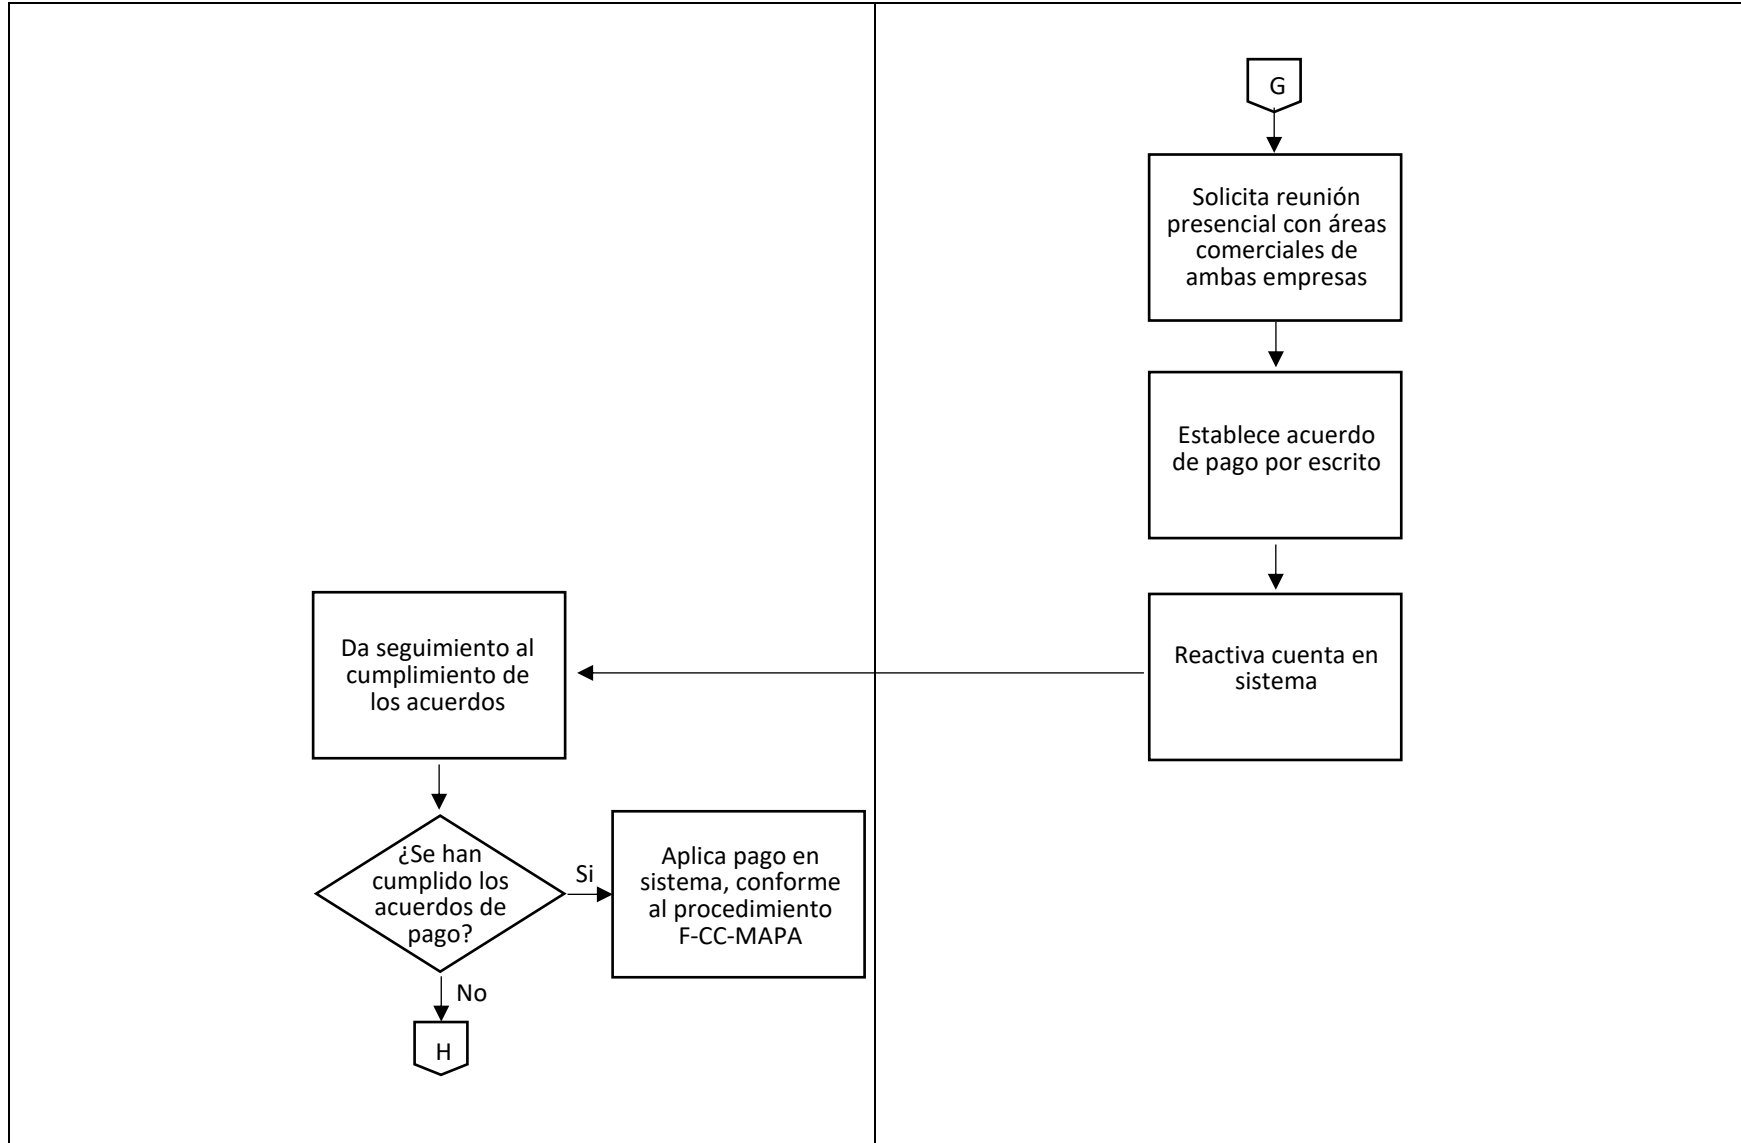 G
Solicita reunión
presencial con áreas
comerciales de
ambas empresas
Establece acuerdo
de pago por escrito
Reactiva cuenta en
sistema
Da seguimiento al
cumplimiento de
los acuerdos
¿Se han
cumplido los
acuerdos de
pago?
Si
Aplica pago en
sistema, conforme
al procedimiento
F-CC-MAPA
No
H